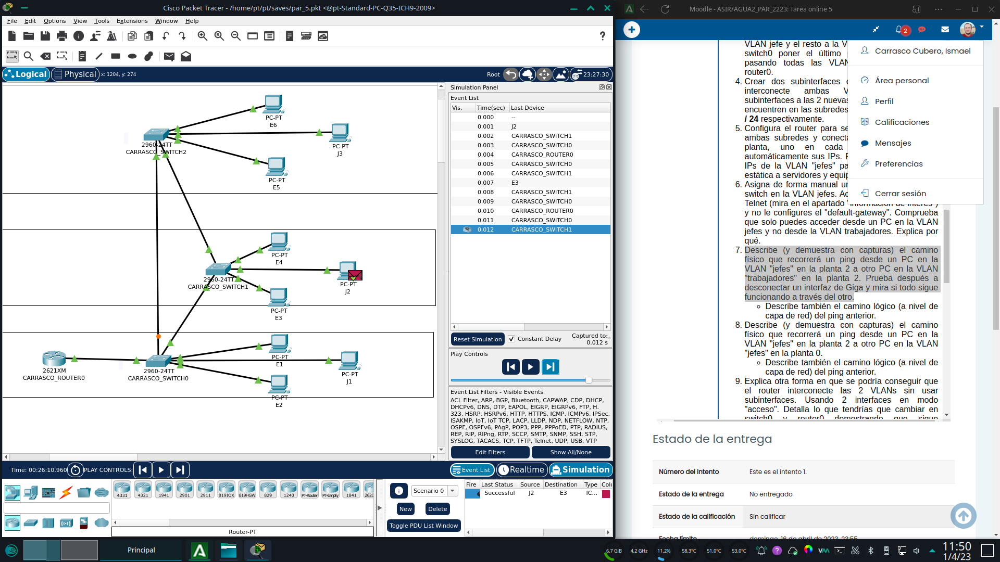 Cisco Packet Tracer - /home/pt/pt/saves/par_5.pkt <@pt-Standard-PC-Q35-ICH9-2009>
File Edit Options View Tools Extensions Window Help
Logical
Physical
x: 1204, y: 274
Root
23:27:30
PC-PT
E6
2960-24TT
CARRASCO_SWITCH2
PC-PT
J3
PC-PT
E5
PC-PT
E4
2960-24TT
CARRASCO_SWITCH1
PC-PT
J2
PC-PT
E3
2621XM
CARRASCO_ROUTER0
2960-24TT
CARRASCO_SWITCH0
PC-PT
E1
PC-PT
J1
PC-PT
E2
Simulation Panel
Event List
Vis. Time(sec) Last Device
0.000 --
0.001 J2
0.002 CARRASCO_SWITCH1
0.003 CARRASCO_SWITCH0
0.004 CARRASCO_ROUTER0
0.005 CARRASCO_SWITCH0
0.006 CARRASCO_SWITCH1
0.007 E3
0.008 CARRASCO_SWITCH1
0.009 CARRASCO_SWITCH0
0.010 CARRASCO_ROUTER0
0.011 CARRASCO_SWITCH0
0.012 CARRASCO_SWITCH1
Reset Simulation
Constant Delay
Captured to:
0.012 s
Play Controls
Event List Filters - Visible Events
ACL Filter, ARP, BGP, Bluetooth, CAPWAP, CDP, DHCP,
DHCPv6, DNS, DTP, EAPOL, EIGRP, EIGRPv6, FTP, H.
323, HSRP, HSRPv6, HTTP, HTTPS, ICMP, ICMPv6, IPSec,
ISAKMP, IoT, IoT TCP, LACP, LLDP, NDP, NETFLOW, NTP,
OSPF, OSPFv6, PAgP, POP3, PPP, PPPoED, PTP, RADIUS,
REP, RIP, RIPng, RTP, SCCP, SMTP, SNMP, SSH, STP,
SYSLOG, TACACS, TCP, TFTP, Telnet, UDP, USB, VTP
Edit Filters
Show All/None
Time: 00:26:10.960
PLAY CONTROLS:
Event List
Realtime
Simulation
4331 4321 1941 2901 2911 819IOX 819HGW 829 1240 PT-Router PT-Empty 1841 262
Router-PT
Scenario 0
New
Delete
Toggle PDU List Window
Fire Last Status Source Destination Type Col
Successful J2 E3 IC...
Moodle - ASIR/AGUA2_PAR_2223: Tarea online 5
2
Carrasco Cubero, Ismael
Área personal
Perfil
Calificaciones
Mensajes
Preferencias
Cerrar sesión
VLAN jefe y el resto a la V
switch0 poner el último
pasando todas las VLAN
router0.
4. Crear dos subinterfaces e
interconecte ambas V
subinterfaces a las 2 nuevas
encuentren en las subredes
/ 24 respectivamente.
5. Configura el router para se
ambas subredes y conecta
planta, uno en cada
automáticamente sus IPs. P
IPs de la VLAN "jefes" pa
estática a servidores y equip
6. Asigna de forma manual un
switch en la VLAN jefes. Ac
Telnet (mira en el apartado "información de interés")
y no le configures el "default-gateway". Comprueba
que solo puedes acceder desde un PC en la VLAN
jefes y no desde la VLAN trabajadores. Explica por
qué.
7. Describe (y demuestra con capturas) el camino
físico que recorrerá un ping desde un PC en la
VLAN "jefes" en la planta 2 a otro PC en la VLAN
"trabajadores" en la planta 2. Prueba después a
desconectar un interfaz de Giga y mira si todo sigue
funcionando a través del otro.
Describe también el camino lógico (a nivel de
capa de red) del ping anterior.
8. Describe (y demuestra con capturas) el camino
físico que recorrerá un ping desde un PC en la
VLAN "jefes" en la planta 2 a otro PC en la VLAN
"jefes" en la planta 0.
Describe también el camino lógico (a nivel de
capa de red) del ping anterior.
9. Explica otra forma en que se podría conseguir que
el router interconecte las 2 VLANs sin usar
subinterfaces. Usando 2 interfaces en modo
"acceso". Detalla lo que tendrías que cambiar en
switch0 y router0 demostrando que sigue
Estado de la entrega
Número del intento Este es el intento 1.
Estado de la entrega No entregado
Estado de la calificación Sin calificar
Fecha límite domingo, 16 de abril de 2023, 23:55
Principal
6,7 GiB 4,2 GHz 11,2% 58,3°C 51,0°C 53,0°C
11:50
1/4/23